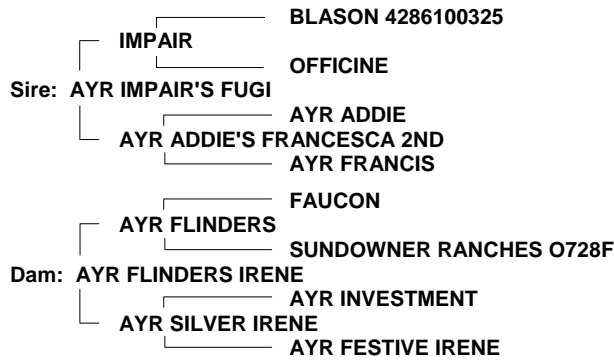 BLASON 4286100325
IMPAIR
OFFICINE
Sire: AYR IMPAIR'S FUGI
AYR ADDIE
AYR ADDIE'S FRANCESCA 2ND
AYR FRANCIS
FAUCON
AYR FLINDERS
SUNDOWNER RANCHES O728F
Dam: AYR FLINDERS IRENE
AYR INVESTMENT
AYR SILVER IRENE
AYR FESTIVE IRENE